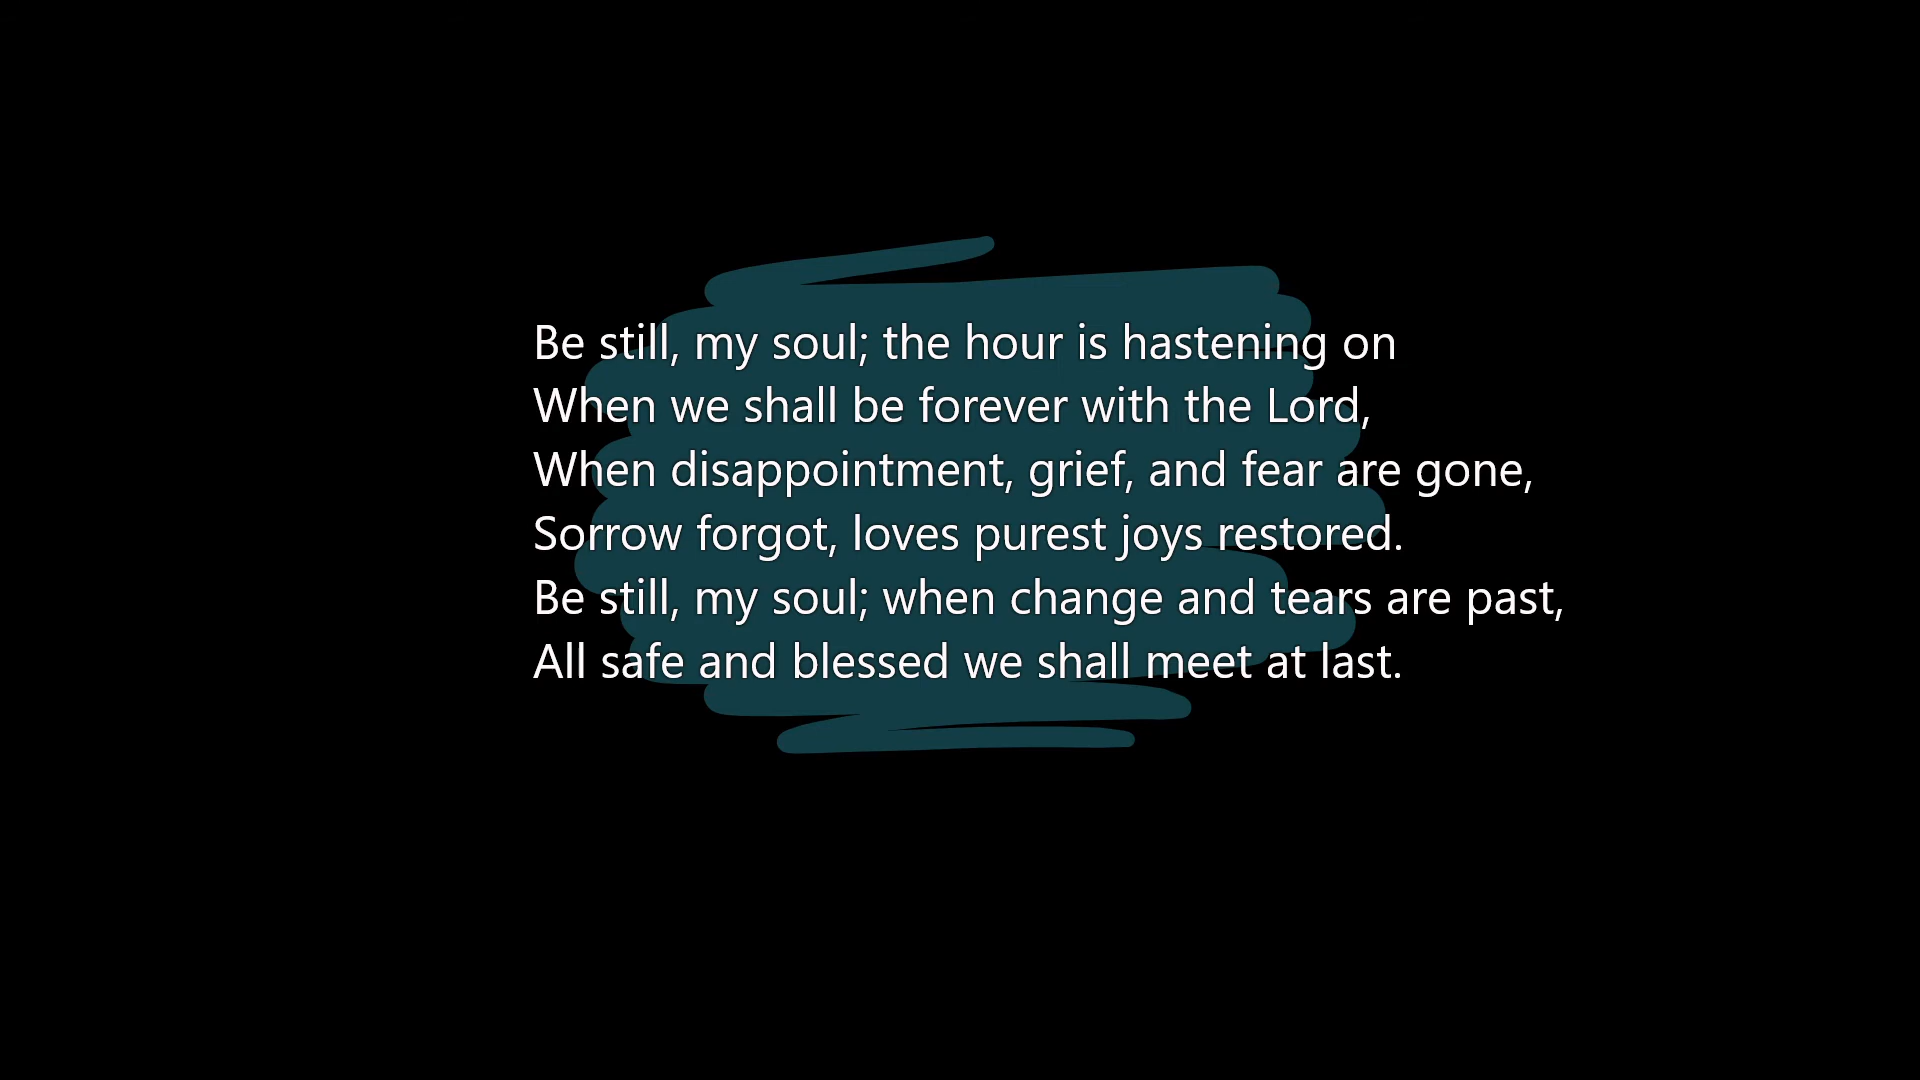 Be still, my soul; the hour is hastening on
When we shall be forever with the Lord,
When disappointment, grief, and fear are gone,
Sorrow forgot, loves purest joys restored.
Be still, my soul; when change and tears are past,
All safe and blessed we shall meet at last.